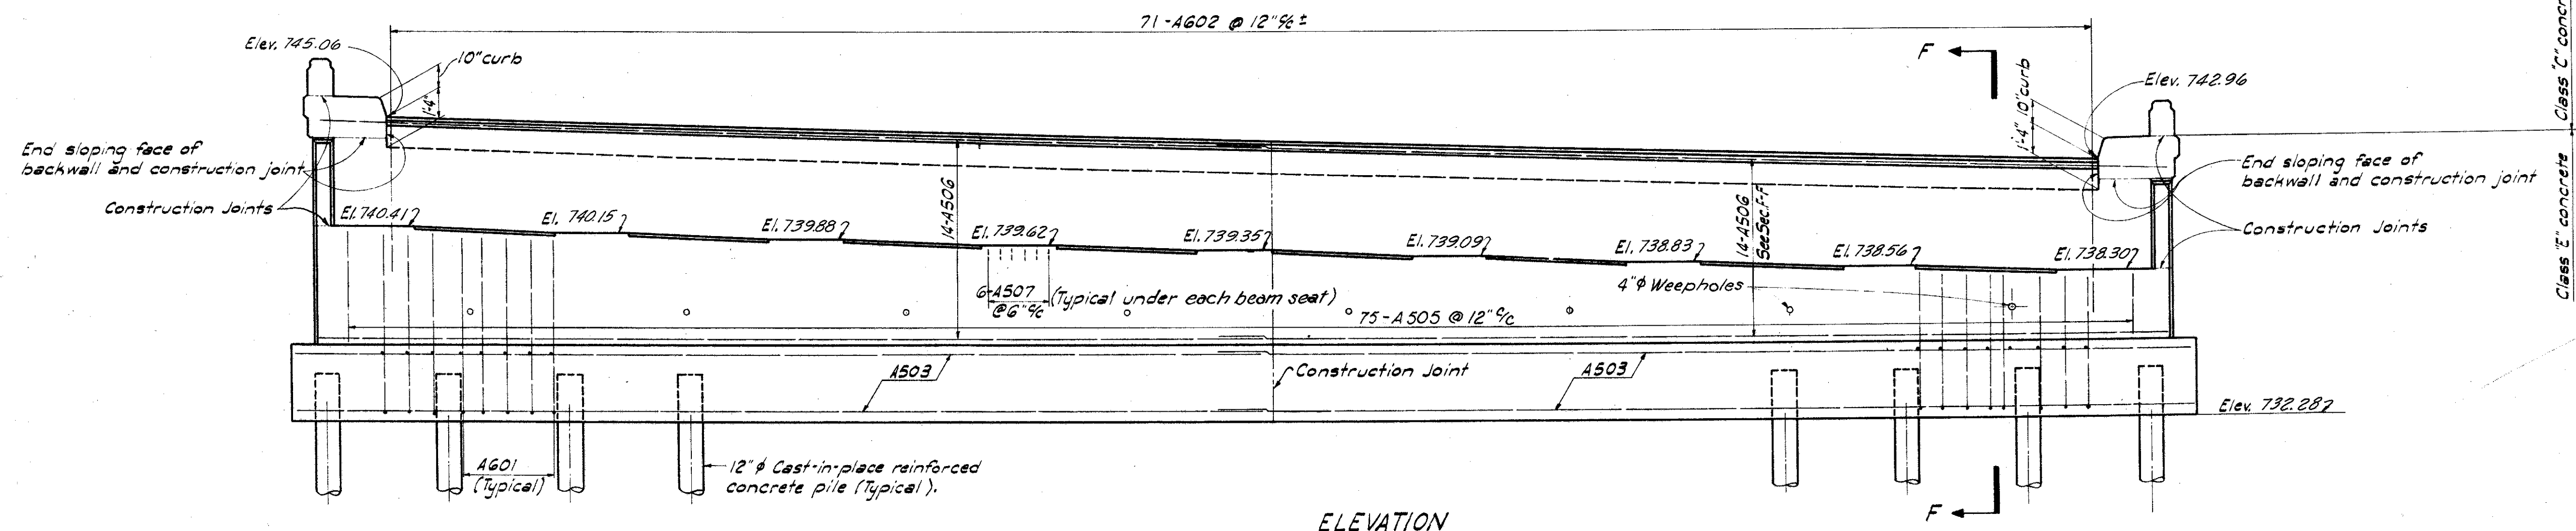 71-A602 @ 12" c/c ±
Elev. 745.06
10" curb
1'-4"
F
Elev. 742.96
1'-4" 10" curb
Class "E" concrete Class "C" concr
End sloping face of
backwall and construction joint
Construction Joints
End sloping face of
backwall and construction joint
Construction Joints
El. 740.41
El. 740.15
El. 739.88
El. 739.62
El. 739.35
El. 739.09
El. 738.83
El. 738.56
El. 738.30
14-A506
14-A506
See Sec. F-F
6-A507
@ 6" c/c
(Typical under each beam seat)
4" φ Weepholes
75-A505 @ 12" c/c
A503
Construction Joint
A503
Elev. 732.28
A601
(Typical)
12" φ Cast-in-place reinforced
concrete pile (Typical).
F
ELEVATION